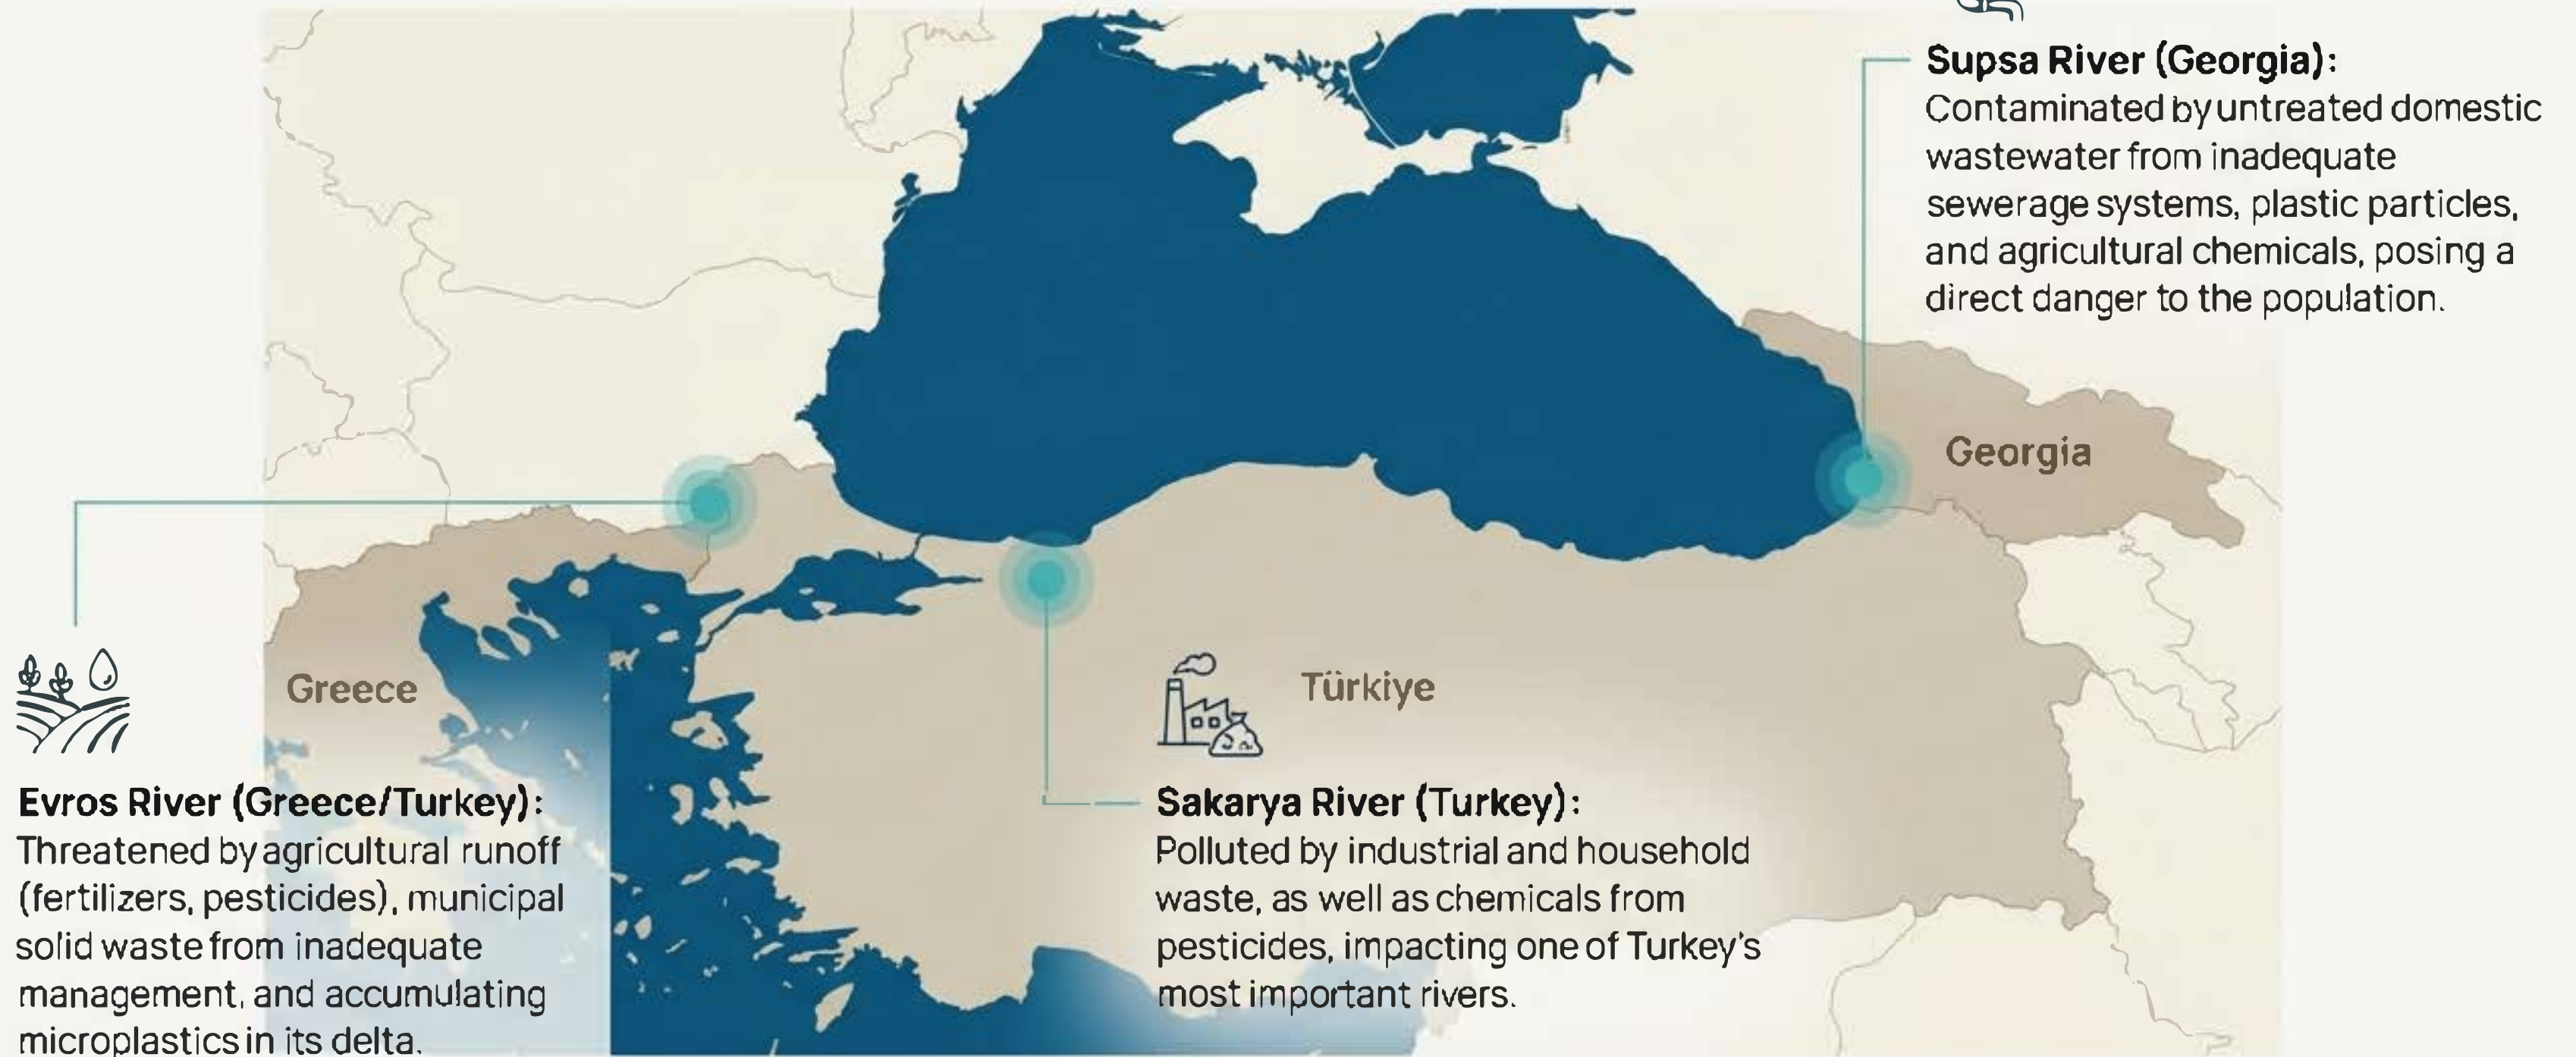 Supsa River (Georgia):
Contaminated by untreated domestic
wastewater from inadequate
sewerage systems, plastic particles,
and agricultural chemicals, posing a
direct danger to the population.
Georgia
Greece
Türkiye
Evros River (Greece/Turkey):
Threatened by agricultural runoff
(fertilizers, pesticides), municipal
solid waste from inadequate
management, and accumulating
microplastics in its delta.
Sakarya River (Turkey):
Polluted by industrial and household
waste, as well as chemicals from
pesticides, impacting one of Turkey's
most important rivers.